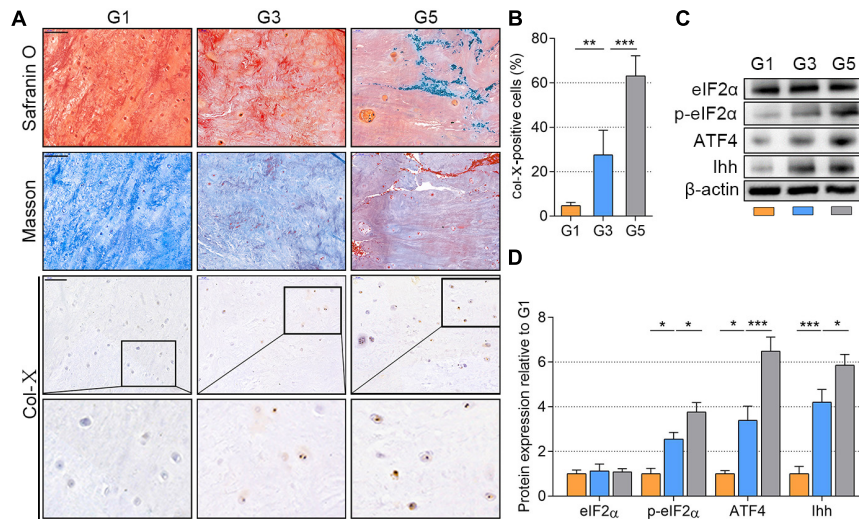 A
G1
G3
G5
Safranin O
Masson
Col-X
B
Col-X-positive cells (%)
80
60
40
20
0
** ***
G1 G3 G5
C
G1 G3 G5
eIF2α
p-eIF2α
ATF4
Ihh
β-actin
D
Protein expression relative to G1
8
6
4
2
0
* * * *** *** *
eIF2α p-eIF2α ATF4 Ihh